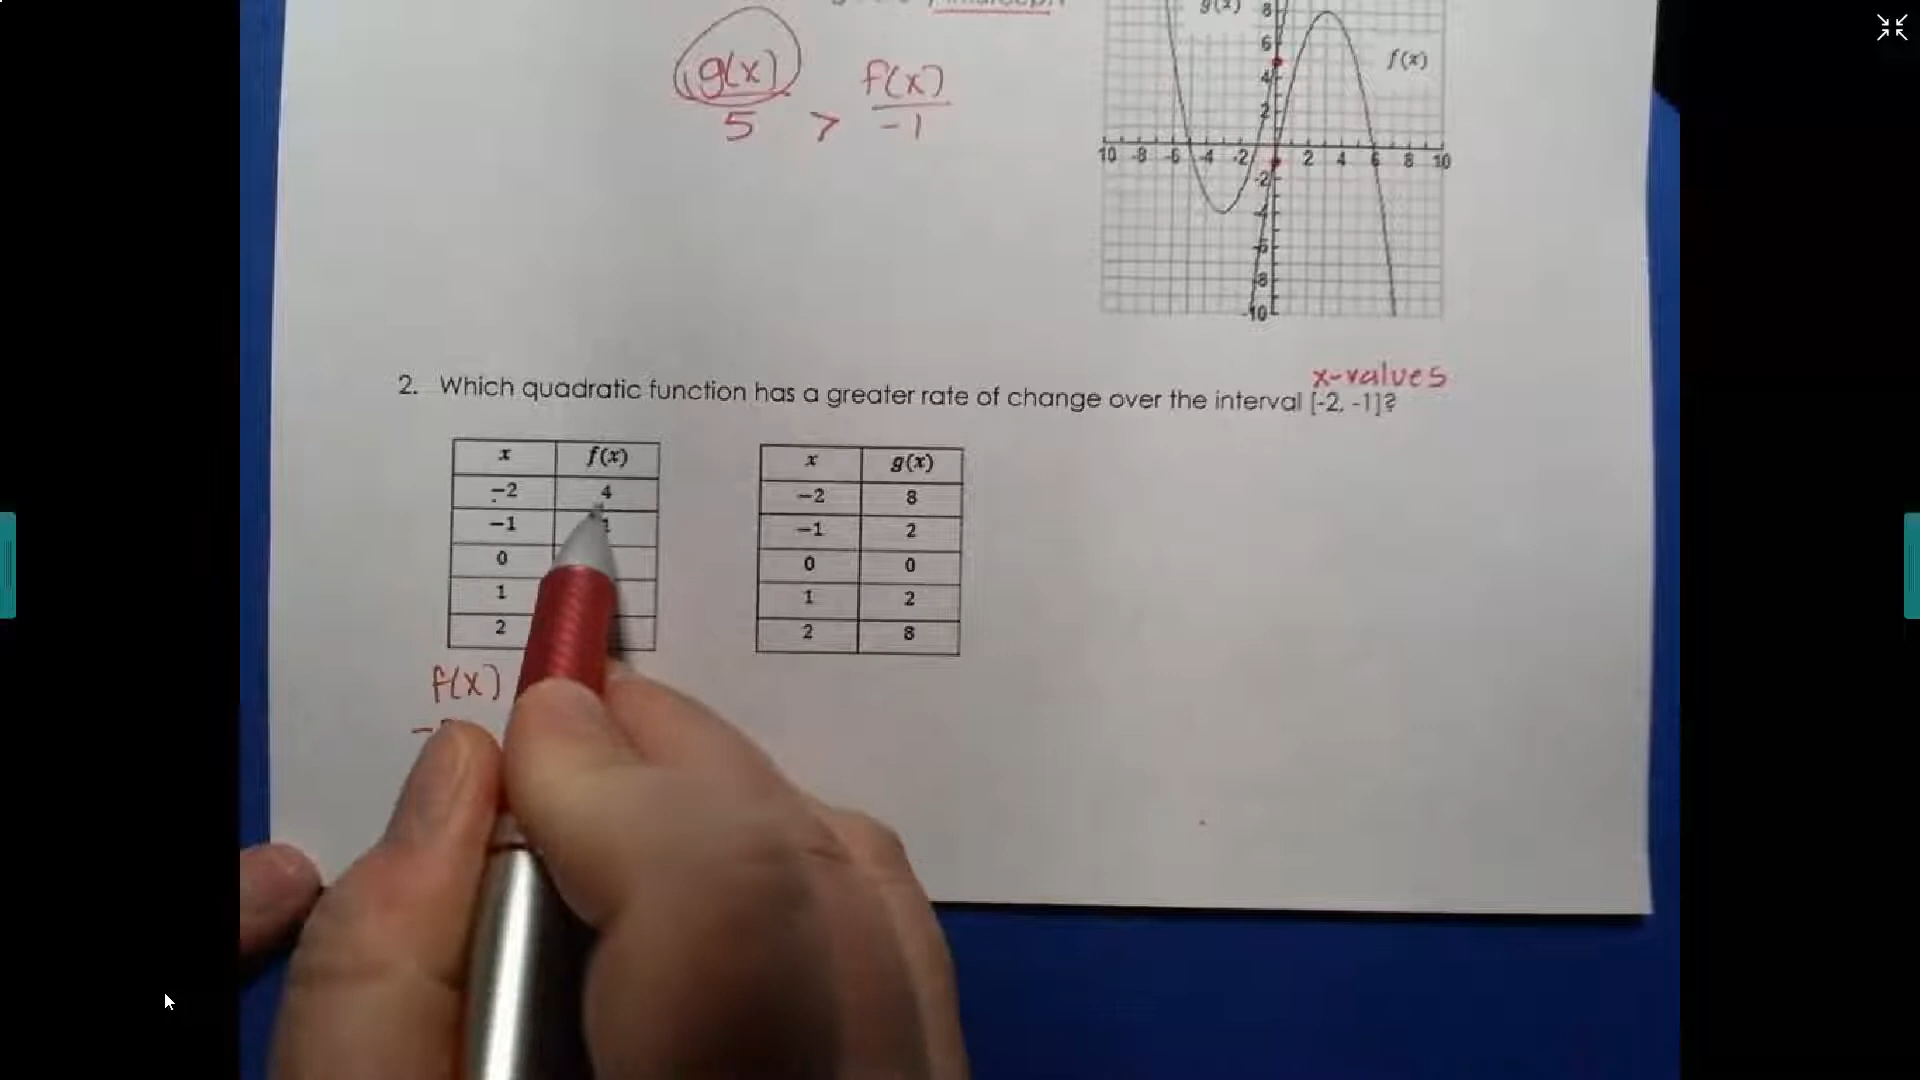 g(x) 8
g(x) f(x) 6 f(x)
5 > -1 4
2
10 -8 -6 -4 -2 2 4 6 8 10
-2
-4
-6
-8
-10
x-values
2. Which quadratic function has a greater rate of change over the interval [-2, -1]?
x f(x) x g(x)
−2 4 −2 8
−1 1 −1 2
0 0 0
1 1 2
2 2 8
f(x)